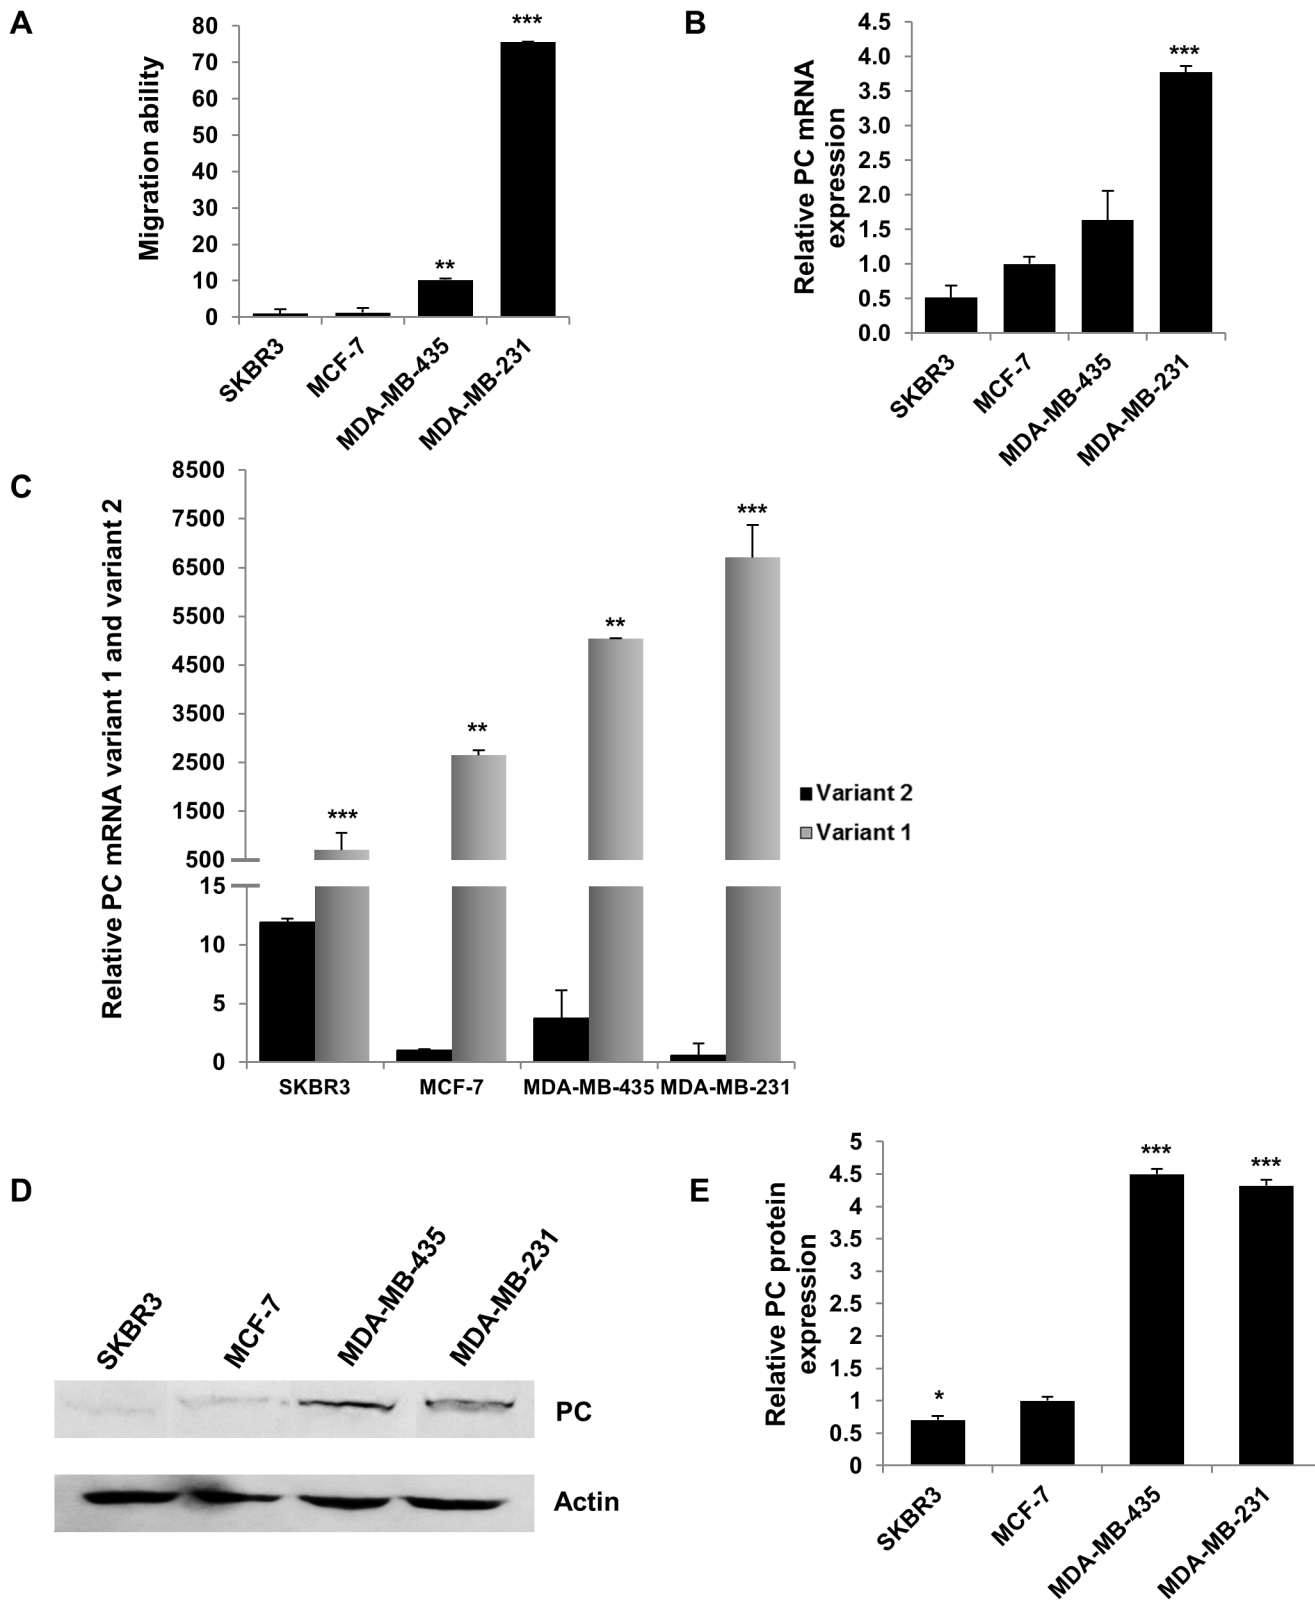 A
Migration ability
80
70
60
50
40
30
20
10
0
**
***
SKBR3
MCF-7
MDA-MB-435
MDA-MB-231
B
Relative PC mRNA
expression
4.5
4.0
3.5
3.0
2.5
2.0
1.5
1.0
0.5
0.0
***
SKBR3
MCF-7
MDA-MB-435
MDA-MB-231
C
Relative PC mRNA variant 1 and variant 2
8500
7500
6500
5500
4500
3500
2500
1500
500
15
10
5
0
***
**
**
***
SKBR3
MCF-7
MDA-MB-435
MDA-MB-231
Variant 2
Variant 1
D
SKBR3
MCF-7
MDA-MB-435
MDA-MB-231
PC
Actin
E
Relative PC protein
expression
5
4.5
4
3.5
3
2.5
2
1.5
1
0.5
0
*
***
***
SKBR3
MCF-7
MDA-MB-435
MDA-MB-231